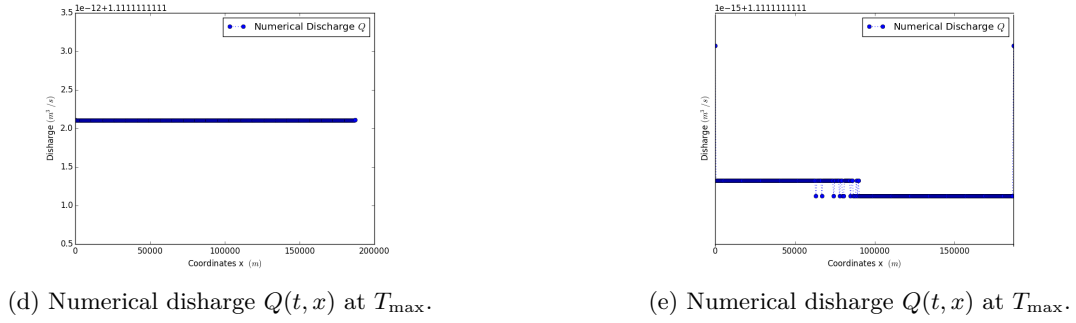 1e-12+1.1111111111
3.5
3.0
2.5
2.0
1.5
1.0
0.5
Disharge (m³/s)
Numerical Discharge Q
0 50000 100000 150000 200000
Coordinates x (m)
(d) Numerical disharge Q(t, x) at Tmax.
1e-15+1.1111111111
Disharge (m³/s)
Numerical Discharge Q
0 50000 100000 150000
Coordinates x (m)
(e) Numerical disharge Q(t, x) at Tmax.